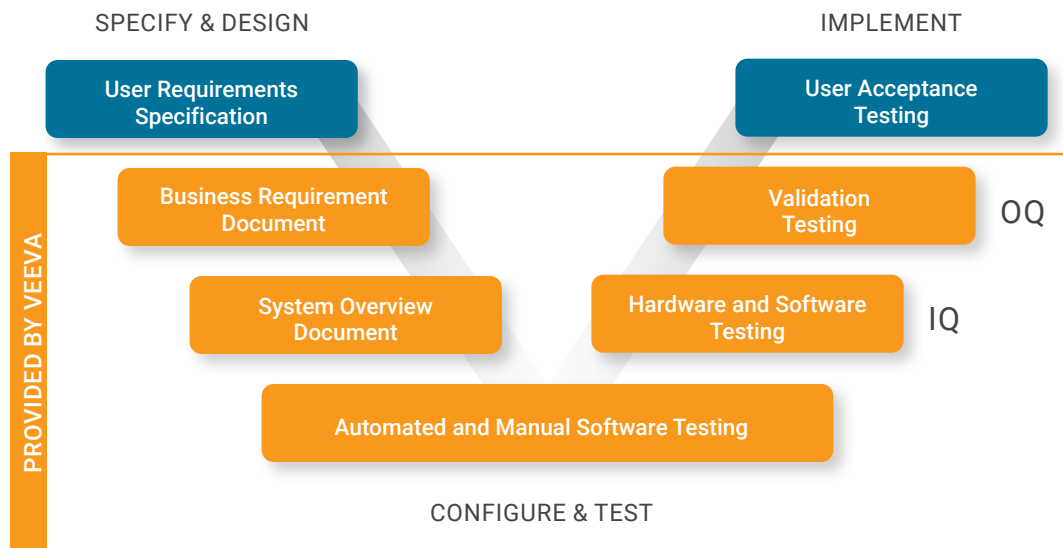 SPECIFY & DESIGN
IMPLEMENT
User Requirements
Specification
User Acceptance
Testing
PROVIDED BY VEEVA
Business Requirement
Document
Validation
Testing
OQ
System Overview
Document
Hardware and Software
Testing
IQ
Automated and Manual Software Testing
CONFIGURE & TEST